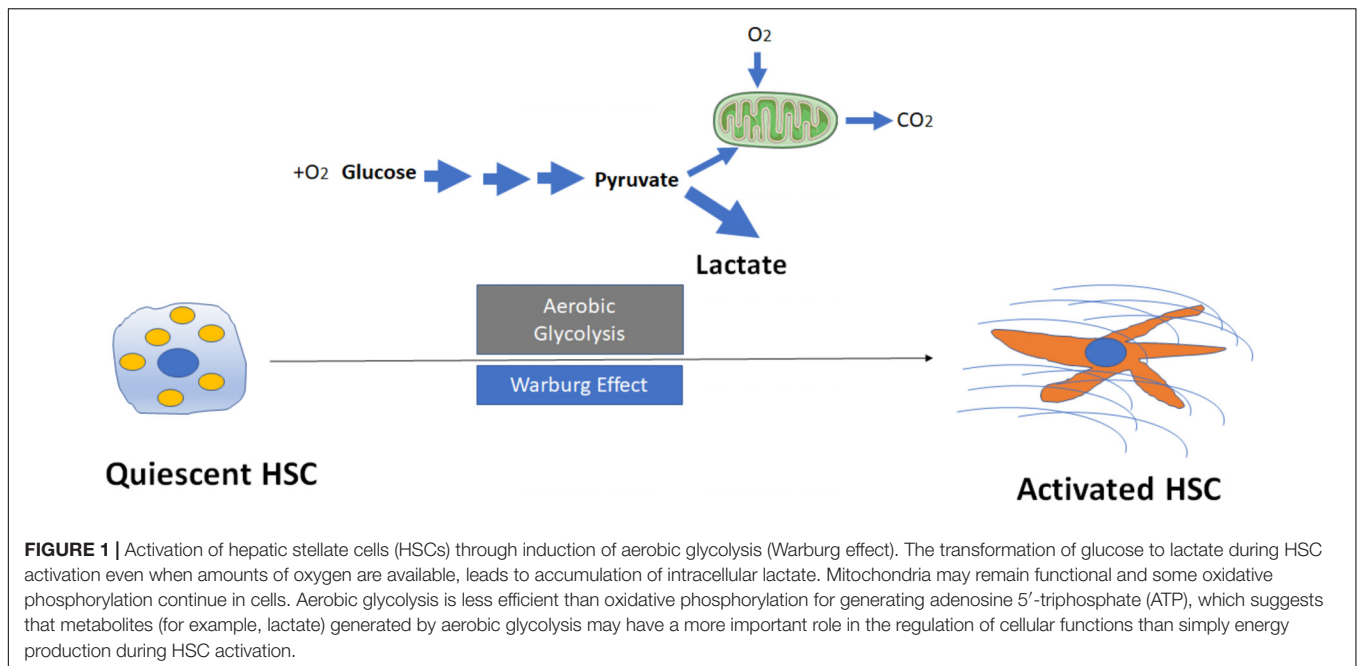 O2
CO2
+O2 Glucose
Pyruvate
Lactate
Aerobic
Glycolysis
Warburg Effect
Quiescent HSC
Activated HSC
FIGURE 1 | Activation of hepatic stellate cells (HSCs) through induction of aerobic glycolysis (Warburg effect). The transformation of glucose to lactate during HSC
activation even when amounts of oxygen are available, leads to accumulation of intracellular lactate. Mitochondria may remain functional and some oxidative
phosphorylation continue in cells. Aerobic glycolysis is less efficient than oxidative phosphorylation for generating adenosine 5′-triphosphate (ATP), which suggests
that metabolites (for example, lactate) generated by aerobic glycolysis may have a more important role in the regulation of cellular functions than simply energy
production during HSC activation.